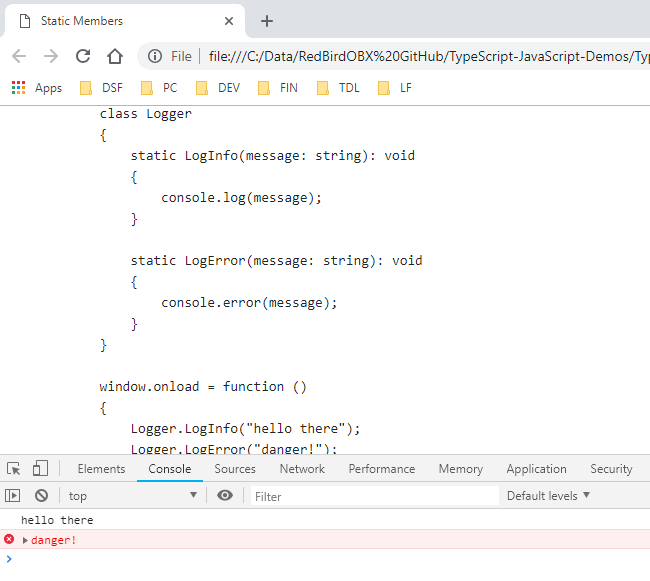 Static Members
File file:///C:/Data/RedBirdOBX%20GitHub/TypeScript-JavaScript-Demos/Typ
Apps DSF PC DEV FIN TDL LF
class Logger
{
static LogInfo(message: string): void
{
console.log(message);
}
static LogError(message: string): void
{
console.error(message);
}
}
window.onload = function ()
{
Logger.LogInfo("hello there");
Logger.LogError("danger!");
Elements Console Sources Network Performance Memory Application Security
top Filter Default levels
hello there
danger!